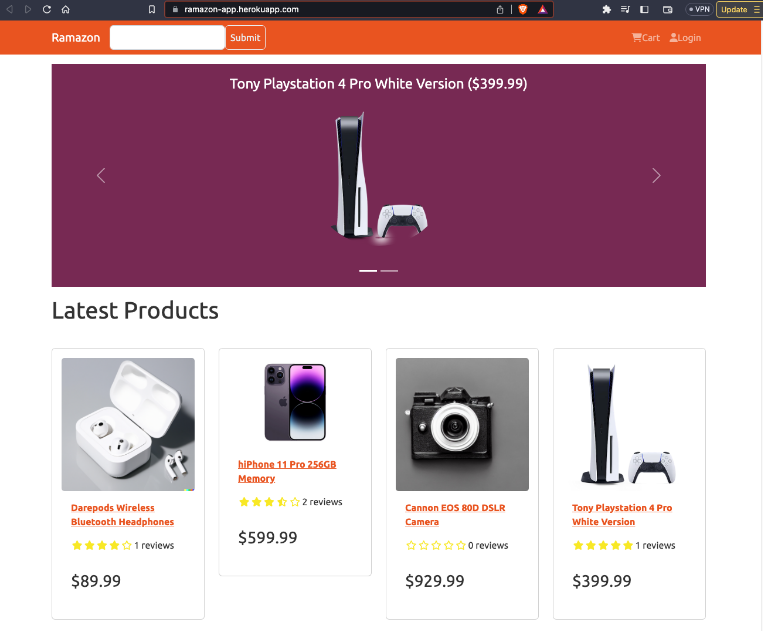 ramazon-app.herokuapp.com
VPN
Update
Ramazon
Submit
Cart
Login
Tony Playstation 4 Pro White Version ($399.99)
Latest Products
Darepods Wireless
Bluetooth Headphones
1 reviews
$89.99
hiPhone 11 Pro 256GB
Memory
2 reviews
$599.99
Cannon EOS 80D DSLR
Camera
0 reviews
$929.99
Tony Playstation 4 Pro
White Version
1 reviews
$399.99